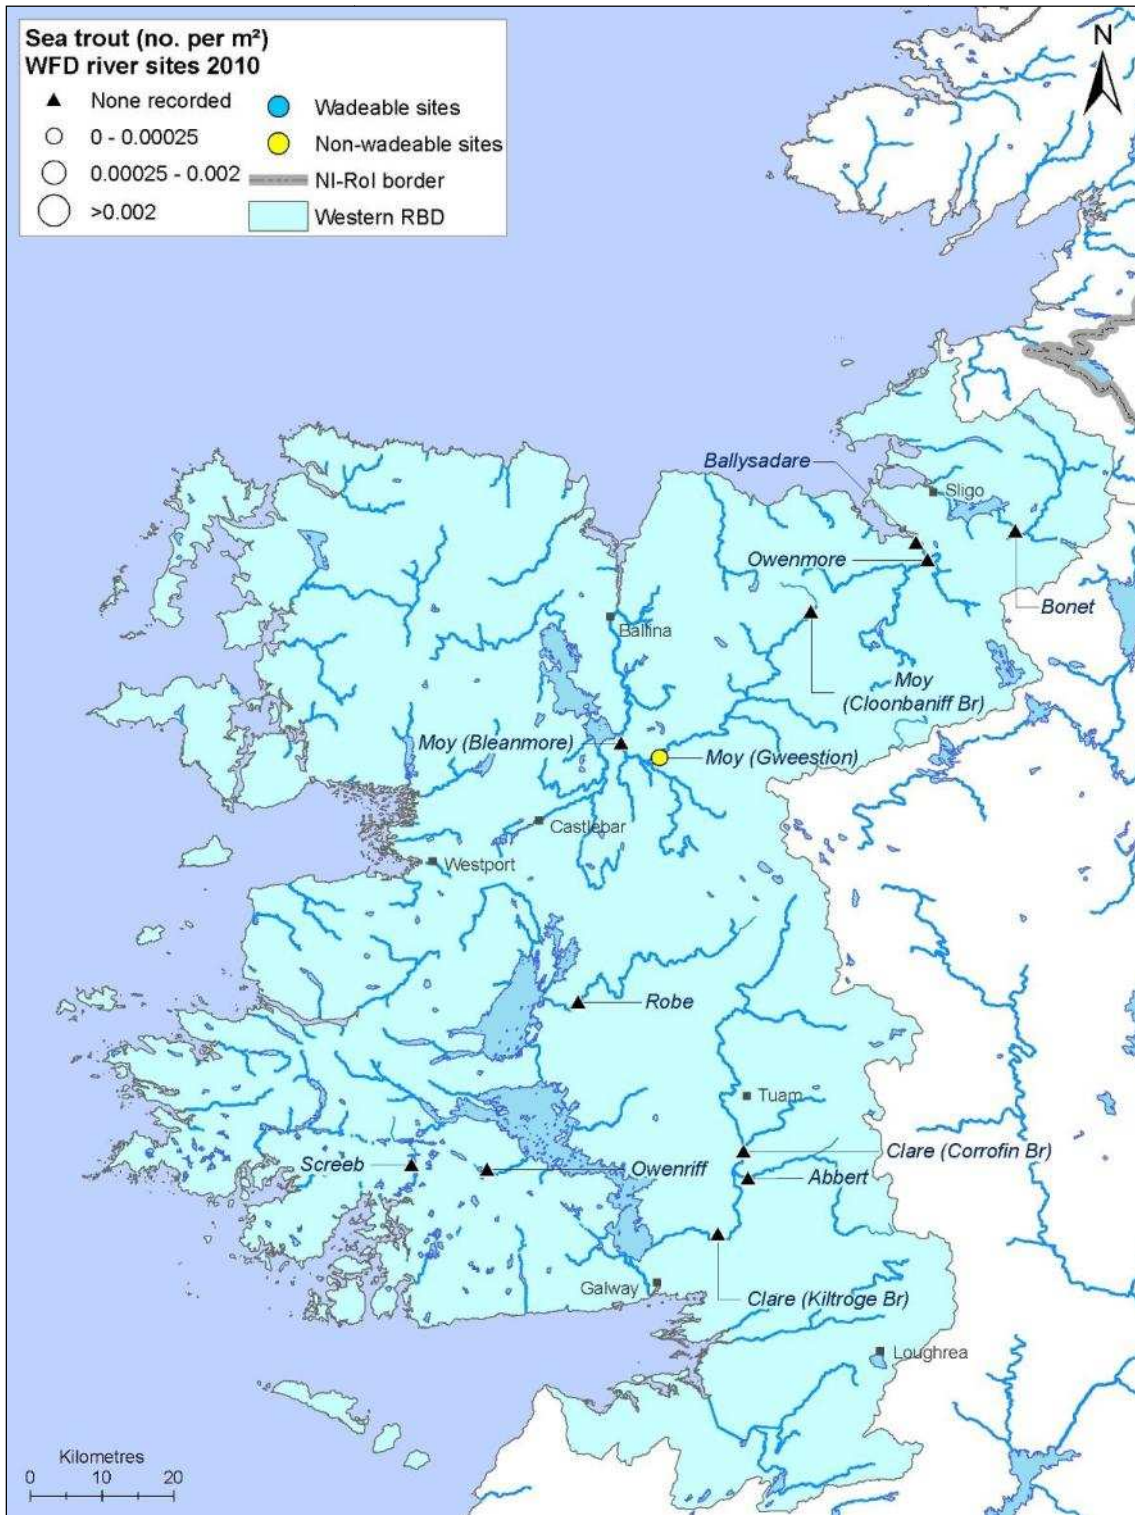 Sea trout (no. per m²)
WFD river sites 2010
None recorded
0 - 0.00025
0.00025 - 0.002
>0.002
Wadeable sites
Non-wadeable sites
NI-RoI border
Western RBD
N
Ballysadare
Sligo
Owenmore
Bonet
Ballina
Moy
(Cloonbaniff Br)
Moy (Bleanmore)
Moy (Gweestion)
Castlebar
Westport
Robe
Tuam
Clare (Corrofin Br)
Screeb
Owenriff
Abbert
Galway
Clare (Kiltroge Br)
Loughrea
Kilometres
0 10 20